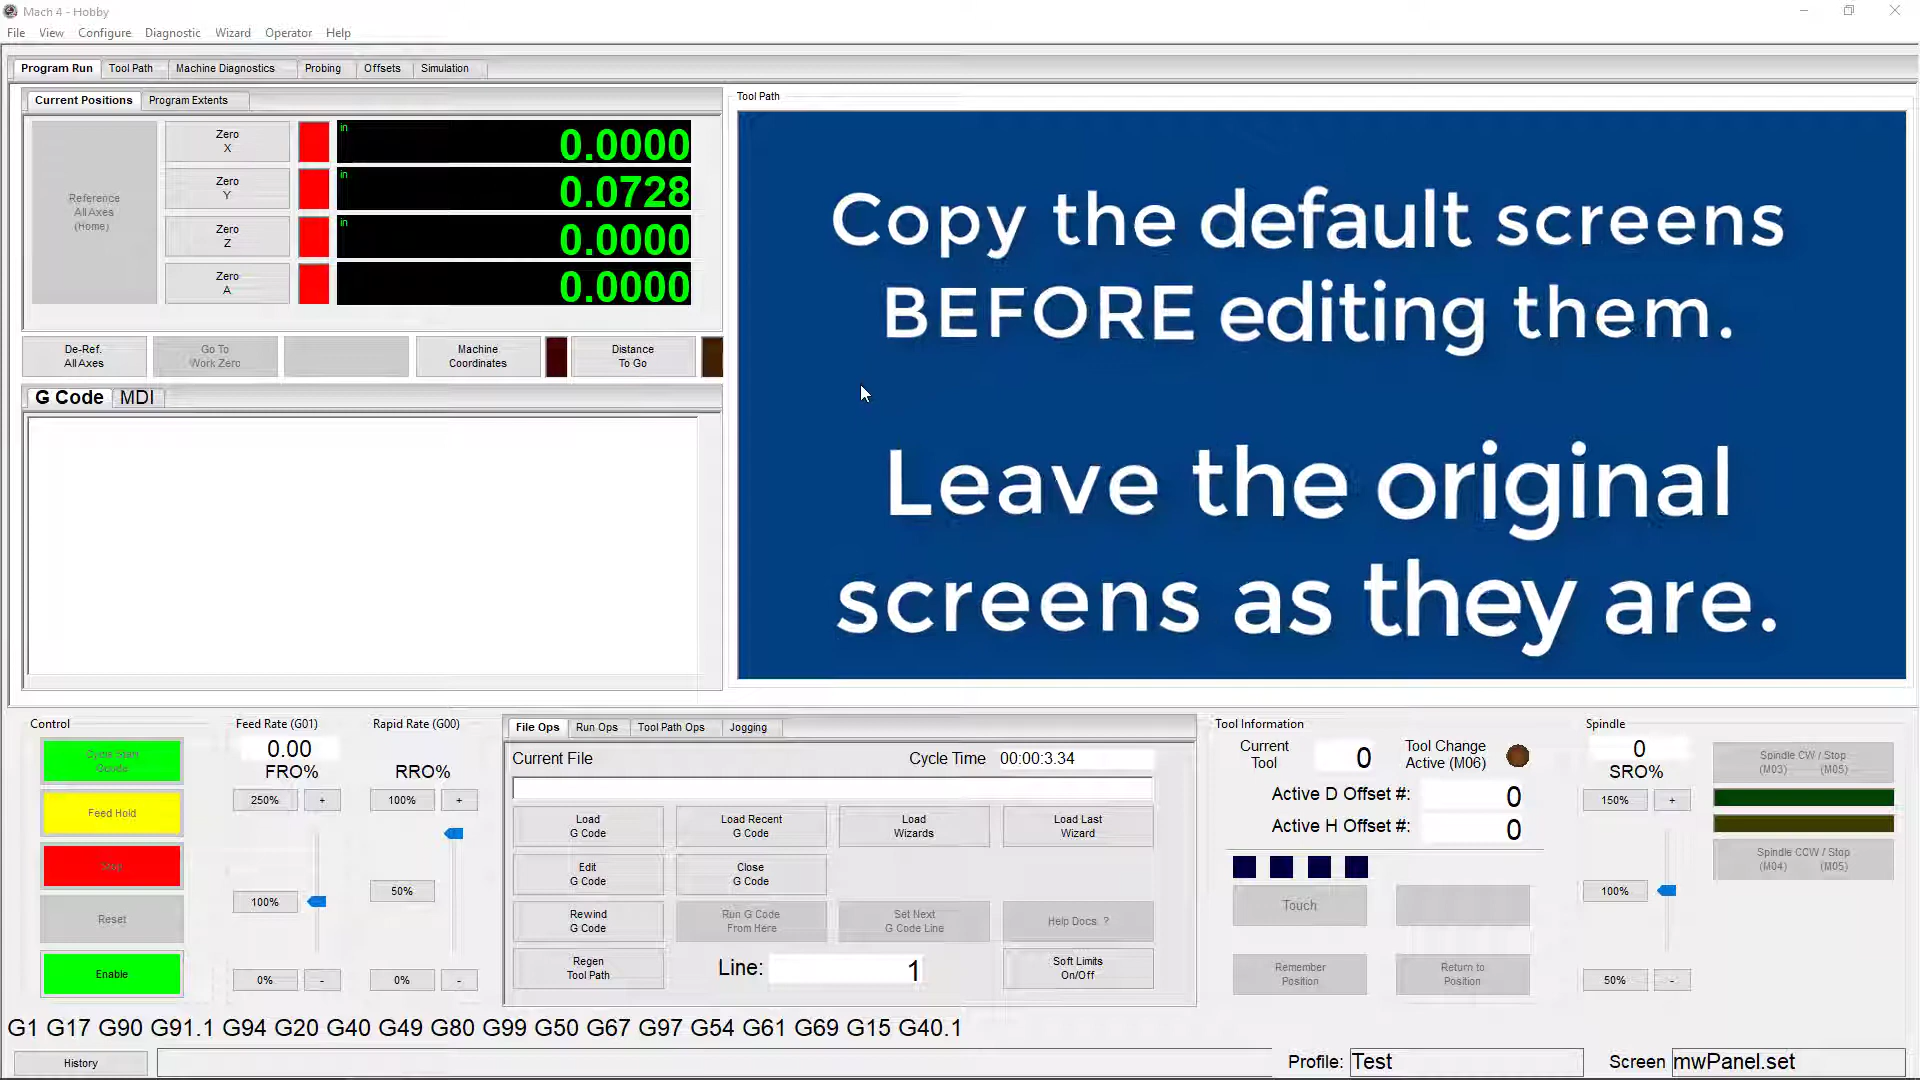 Mach 4 - Hobby
File View Configure Diagnostic Wizard Operator Help
Program Run Tool Path Machine Diagnostics Probing Offsets Simulation
Current Positions Program Extents
Tool Path
Reference
All Axes
(Home)
Zero
X
in
0.0000
Zero
Y
in
0.0728
Zero
Z
in
0.0000
Zero
A
0.0000
De-Ref.
All Axes
Go To
Work Zero
Machine
Coordinates
Distance
To Go
G Code MDI
Copy the default screens
BEFORE editing them.
Leave the original
screens as they are.
Control
Cycle Start
Gcode
Feed Hold
Stop
Reset
Enable
Feed Rate (G01)
0.00
FRO%
250% +
100%
0% -
Rapid Rate (G00)
RRO%
100% +
50%
0% -
File Ops Run Ops Tool Path Ops Jogging
Current File Cycle Time 00:00:3.34
Load
G Code
Load Recent
G Code
Load
Wizards
Load Last
Wizard
Edit
G Code
Close
G Code
Rewind
G Code
Run G Code
From Here
Set Next
G Code Line
Help Docs ?
Regen
Tool Path
Line: 1
Soft Limits
On/Off
Tool Information
Current
Tool
0
Tool Change
Active (M06)
Active D Offset #: 0
Active H Offset #: 0
Touch
Remember
Position
Return to
Position
Spindle
0
SRO%
150% +
100%
50% -
Spindle CW / Stop
(M03) (M05)
Spindle CCW / Stop
(M04) (M05)
G1 G17 G90 G91.1 G94 G20 G40 G49 G80 G99 G50 G67 G97 G54 G61 G69 G15 G40.1
History
Profile: Test
Screen mwPanel.set